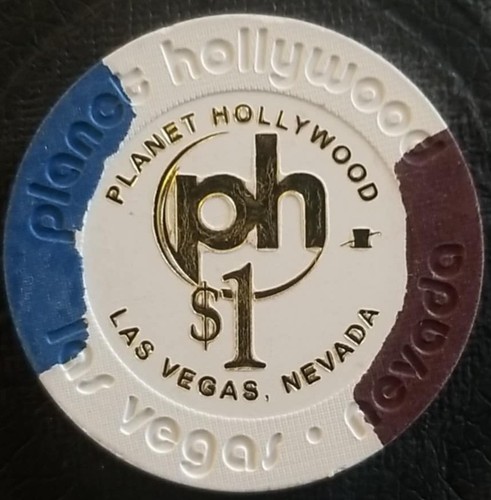 planet hollywood
PLANET HOLLYWOOD
ph
$1
LAS VEGAS, NEVADA
las vegas • nevada